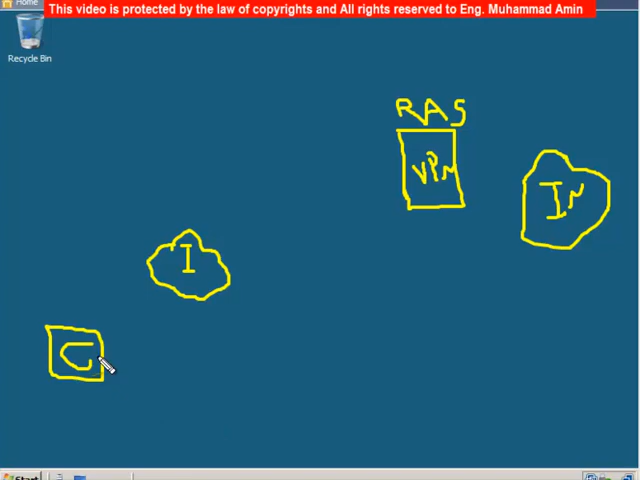 Home
This video is protected by the law of copyrights and All rights reserved to Eng. Muhammad Amin
Recycle Bin
RAS
VPN
IN
I
C
Start